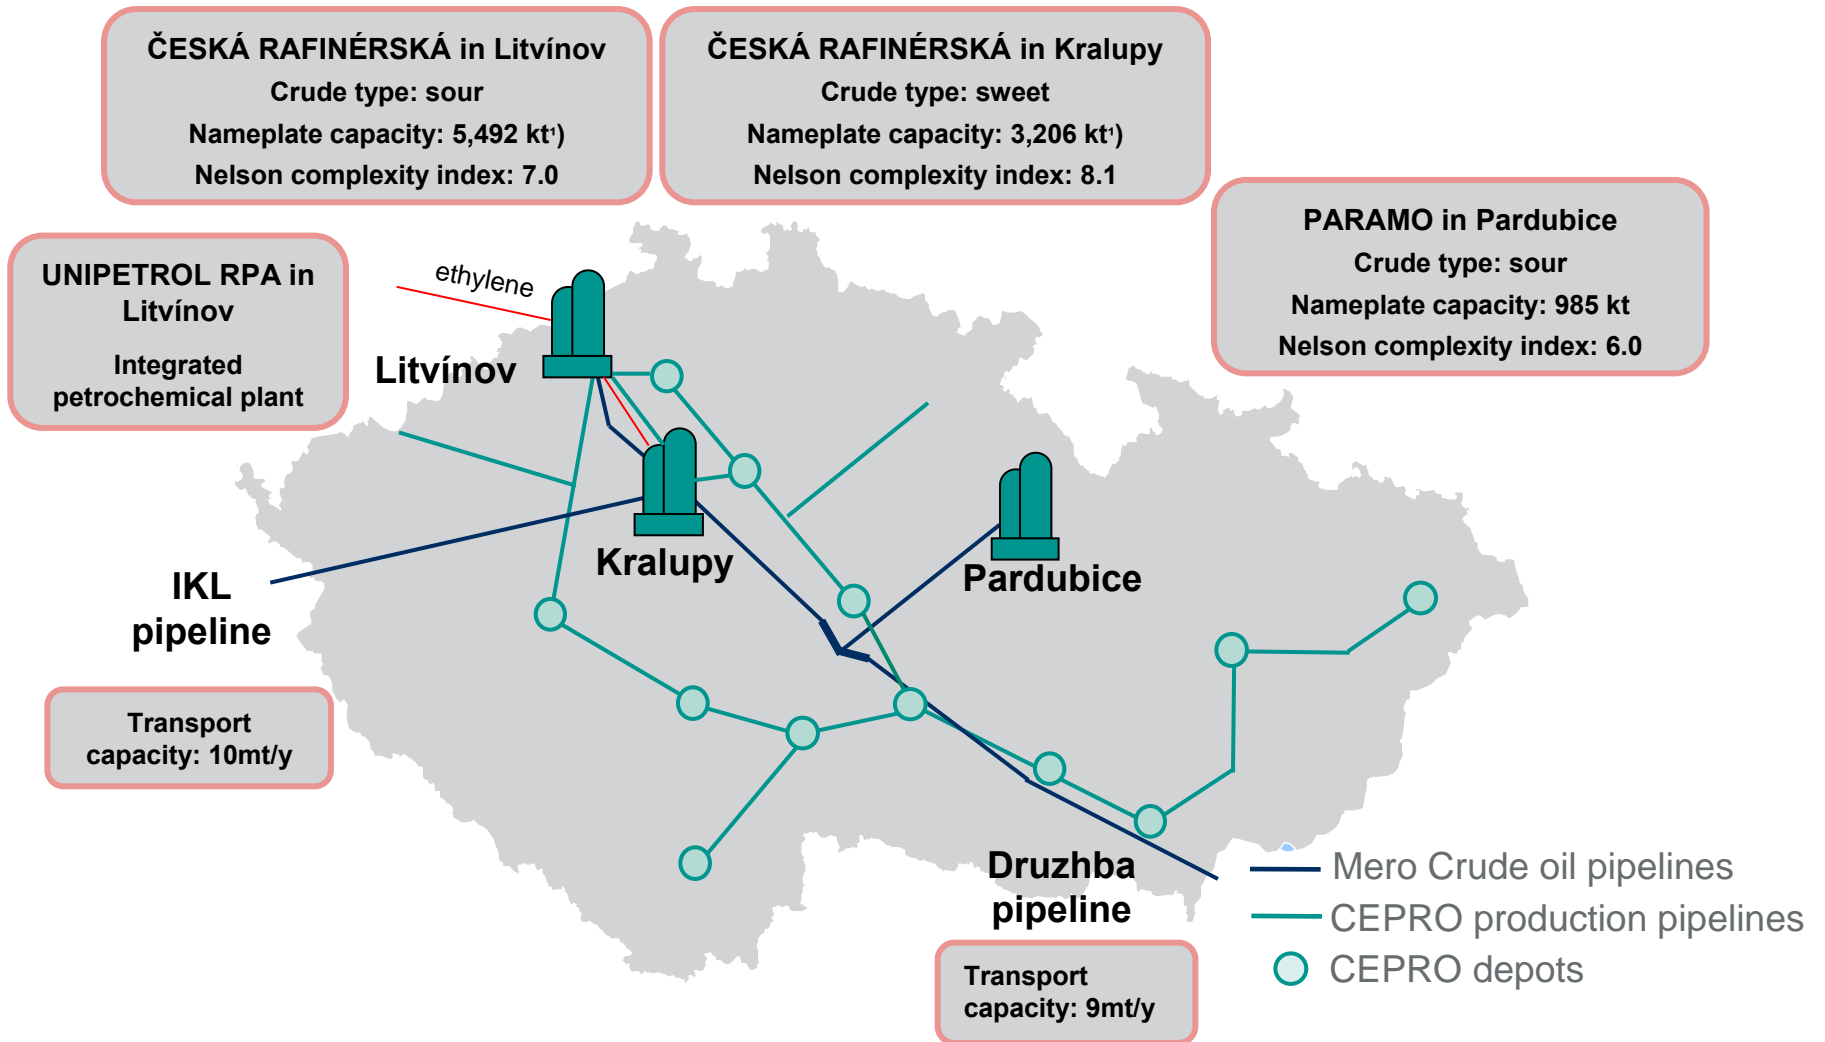 ČESKÁ RAFINÉRSKÁ in Litvínov
Crude type: sour
Nameplate capacity: 5,492 kt¹)
Nelson complexity index: 7.0
ČESKÁ RAFINÉRSKÁ in Kralupy
Crude type: sweet
Nameplate capacity: 3,206 kt¹)
Nelson complexity index: 8.1
PARAMO in Pardubice
Crude type: sour
Nameplate capacity: 985 kt
Nelson complexity index: 6.0
UNIPETROL RPA in
Litvínov
Integrated
petrochemical plant
ethylene
Litvínov
Kralupy
Pardubice
IKL
pipeline
Transport
capacity: 10mt/y
Druzhba
pipeline
Transport
capacity: 9mt/y
Mero Crude oil pipelines
CEPRO production pipelines
CEPRO depots